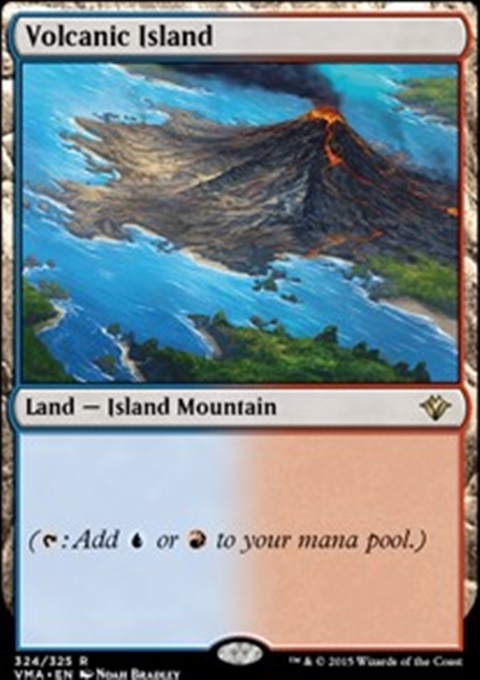 Volcanic Island
Land — Island Mountain
( : Add or to your mana pool.)
324/325 R
VMA • EN Noah Bradley
™ & © 2015 Wizards of the Coast